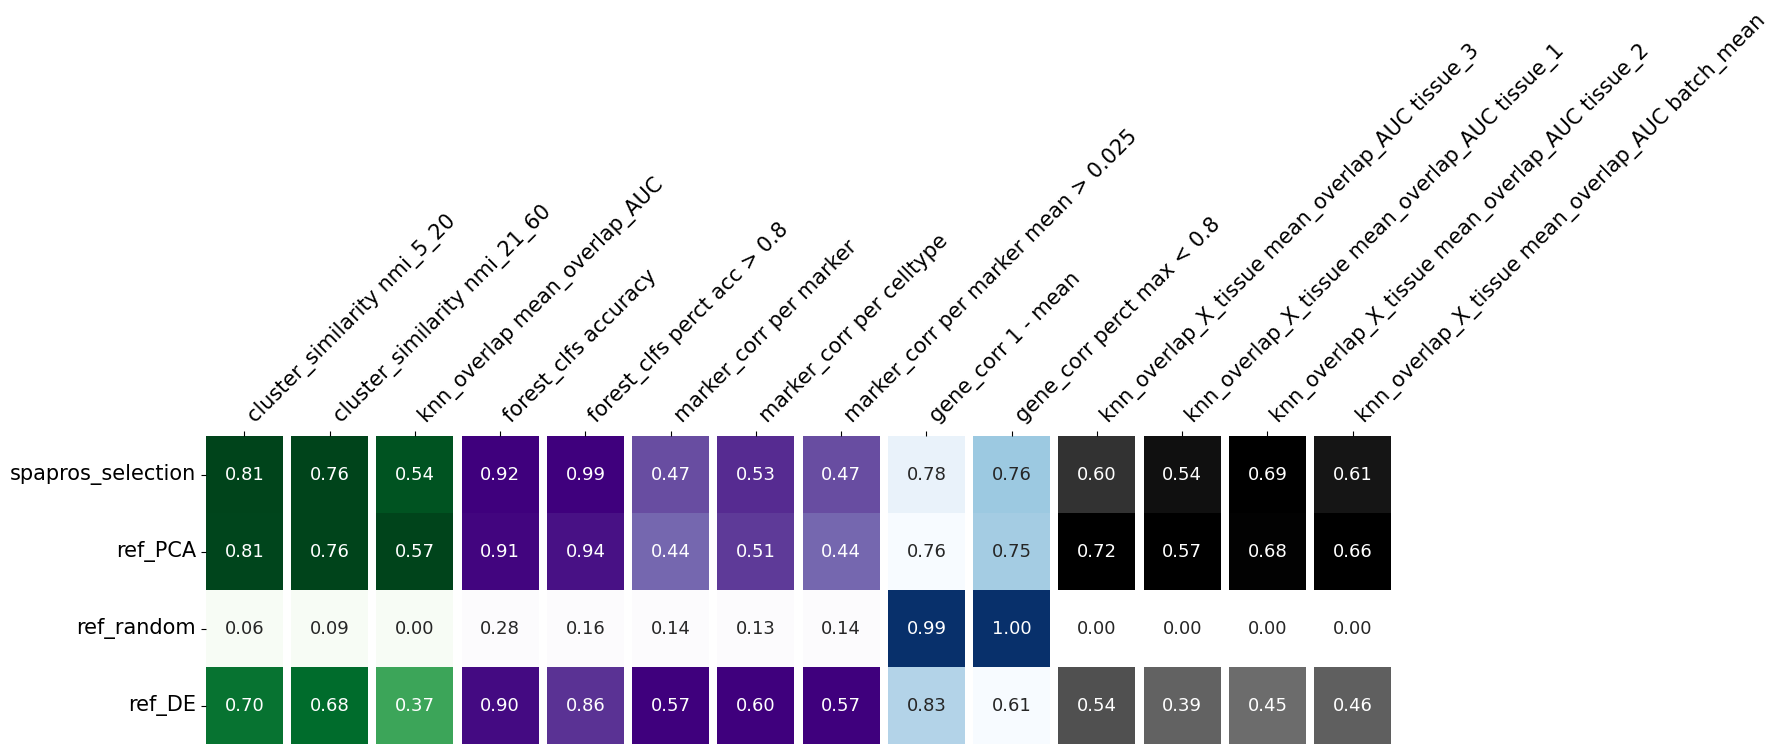 cluster_similarity nmi_5_20
cluster_similarity nmi_21_60
knn_overlap mean_overlap_AUC
forest_clfs accuracy
forest_clfs perct acc > 0.8
marker_corr per marker
marker_corr per celltype
marker_corr per marker mean > 0.025
gene_corr 1 - mean
gene_corr perct max < 0.8
knn_overlap_X_tissue mean_overlap_AUC tissue_3
knn_overlap_X_tissue mean_overlap_AUC tissue_1
knn_overlap_X_tissue mean_overlap_AUC tissue_2
knn_overlap_X_tissue mean_overlap_AUC batch_mean
spapros_selection 0.81 0.76 0.54 0.92 0.99 0.47 0.53 0.47 0.78 0.76 0.60 0.54 0.69 0.61
ref_PCA 0.81 0.76 0.57 0.91 0.94 0.44 0.51 0.44 0.76 0.75 0.72 0.57 0.68 0.66
ref_random 0.06 0.09 0.00 0.28 0.16 0.14 0.13 0.14 0.99 1.00 0.00 0.00 0.00 0.00
ref_DE 0.70 0.68 0.37 0.90 0.86 0.57 0.60 0.57 0.83 0.61 0.54 0.39 0.45 0.46